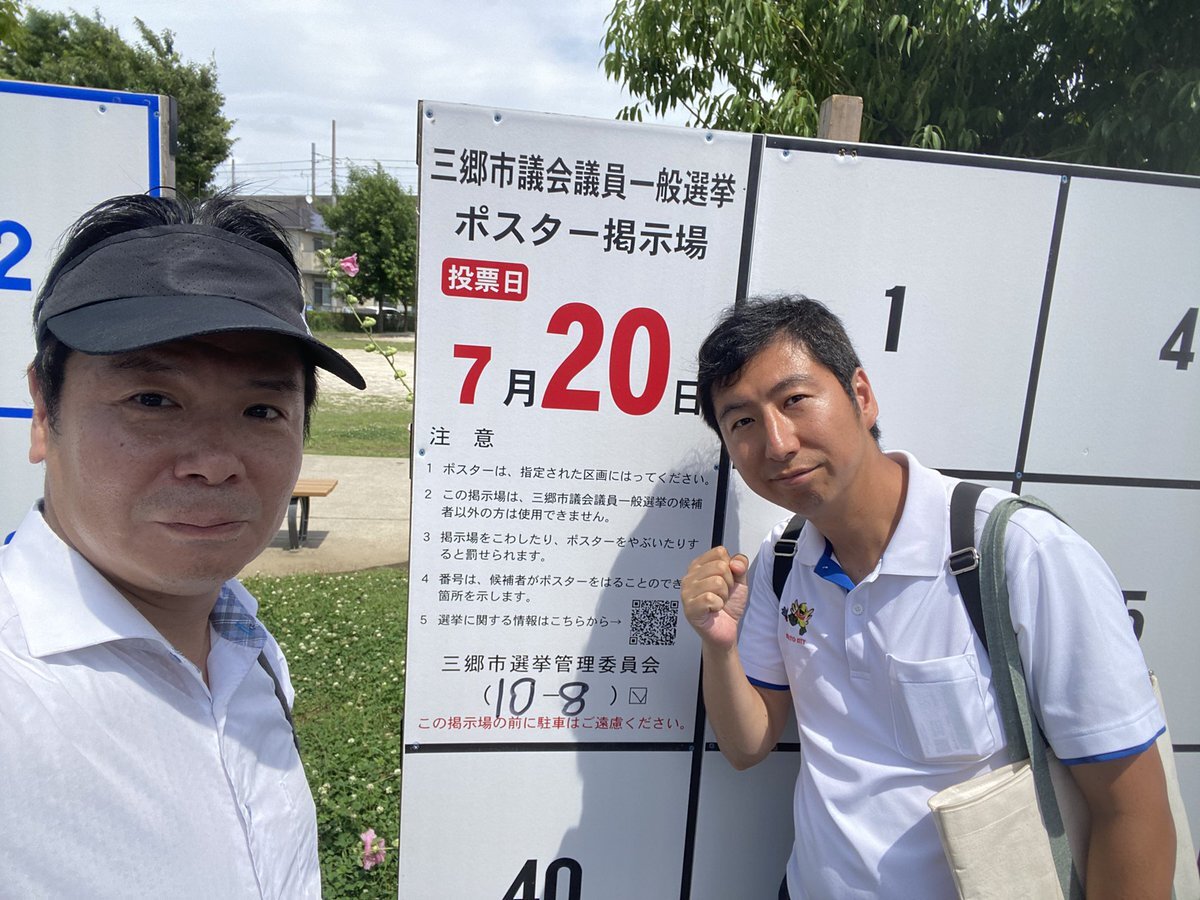 2
三郷市議会議員一般選挙
ポスター掲示場
投票日
7月20日
注 意
1 ポスターは、指定された区画にはってください。
2 この掲示場は、三郷市議会議員一般選挙の候補
者以外の方は使用できません。
3 掲示場をこわしたり、ポスターをやぶいたりす
ると罰せられます。
4 番号は、候補者がポスターをはることのでき
箇所を示します。
5 選挙に関する情報はこちらから→
三郷市選挙管理委員会
(10-8)☑
この掲示場の前に駐車はご遠慮ください。
1
4
40